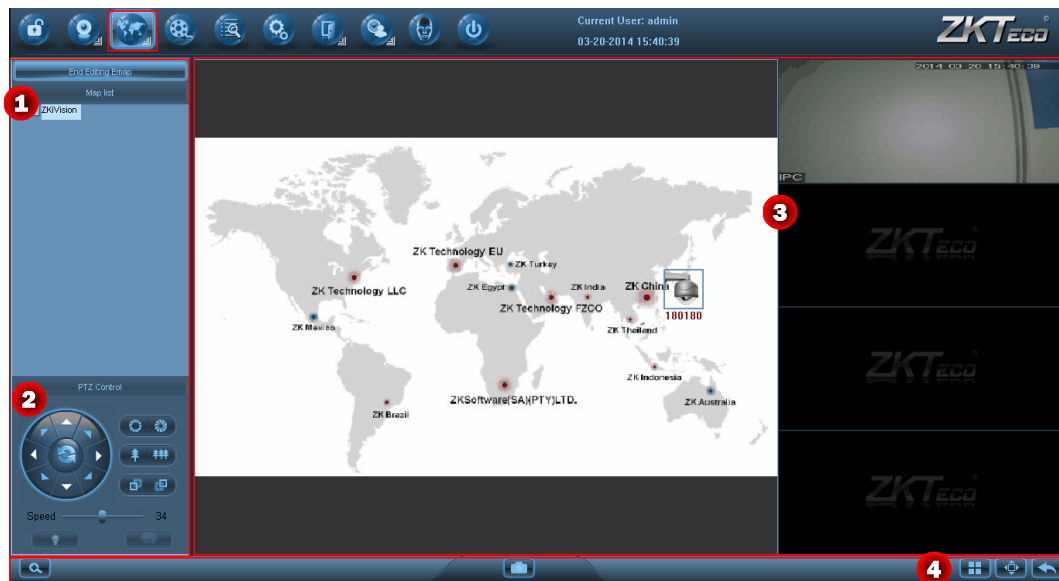 Current User: admin
03-20-2014 15:40:39
ZKTeco
End Editing Emap
Map list
1
ZKiVision
2014 03 20 15:40:39
IPC
3
ZKTeco
ZKTeco
ZKTeco
ZK Technology EU
ZK Turkey
ZK Technology LLC
ZK Egypt
ZK India
ZK China
ZK Technology FZCO
180180
ZK Mexico
ZK Thailand
ZK Indonesia
ZKSoftware(SA)(PTY)LTD.
ZK Australia
ZK Brazil
PTZ Control
2
Speed
34
4